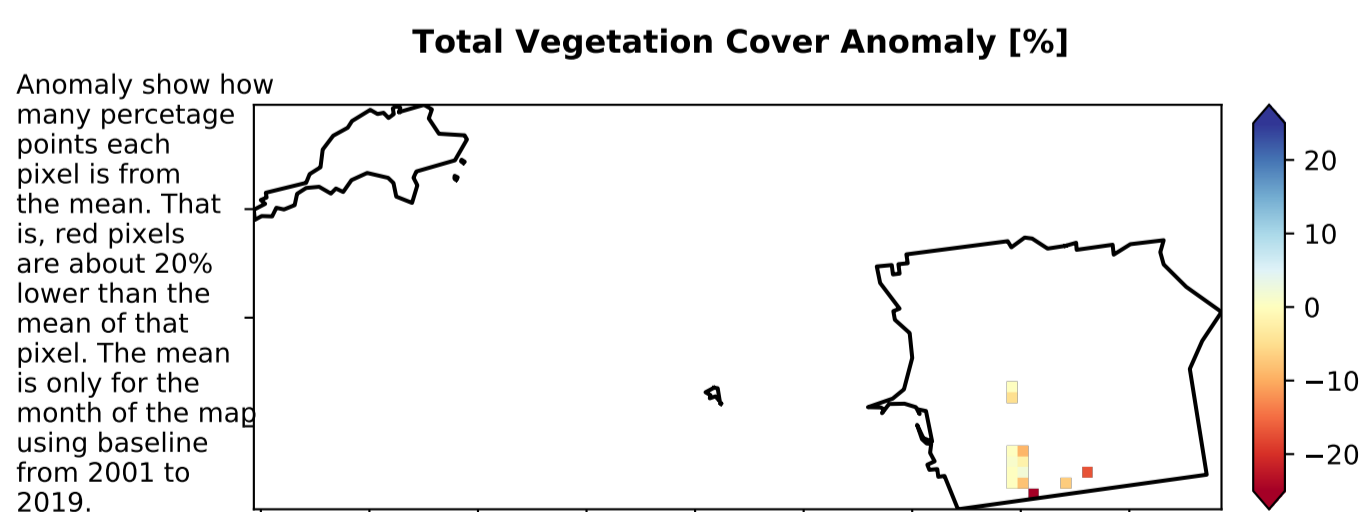 Total Vegetation Cover Anomaly [%]
Anomaly show how
many percetage
points each
pixel is from
the mean. That
is, red pixels
are about 20%
lower than the
mean of that
pixel. The mean
is only for the
month of the map
using baseline
from 2001 to
2019.
20
10
0
−10
−20